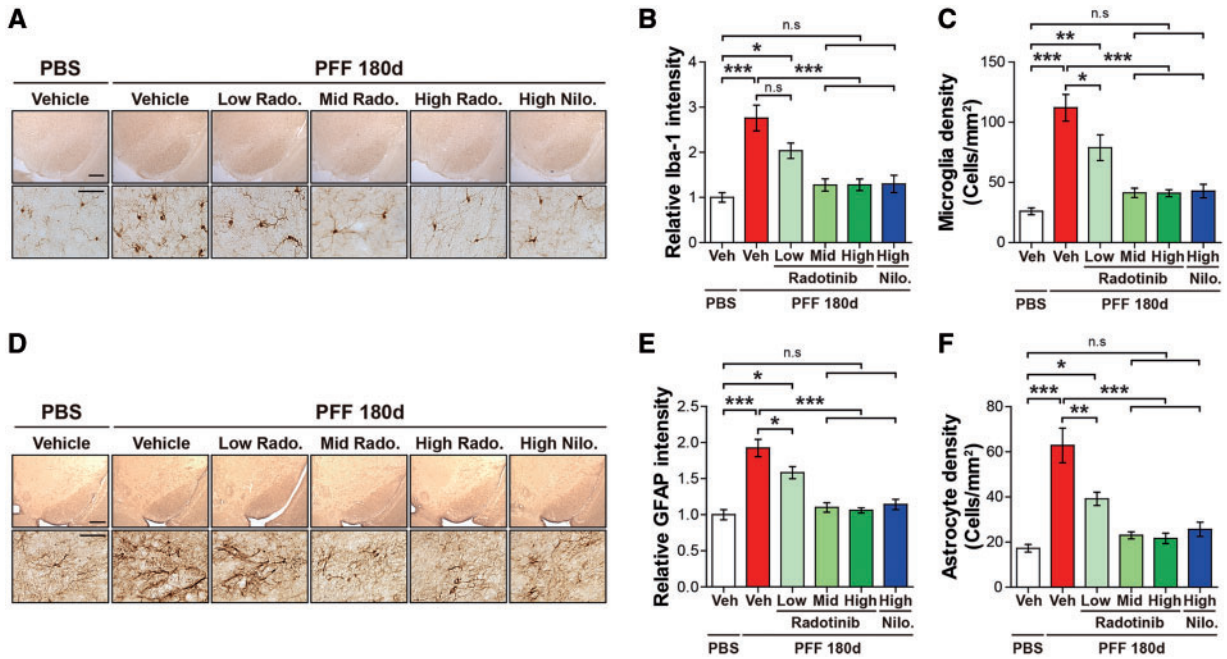 A
PBS PFF 180d
Vehicle Vehicle Low Rado. Mid Rado. High Rado. High Nilo.
B
n.s
*
*** ***
n.s
Relative Iba-1 intensity
4
3
2
1
0
Veh Veh Low Mid High High
Radotinib Nilo.
PBS PFF 180d
C
n.s
**
*** ***
*
Microglia density
(Cells/mm²)
150
100
50
0
Veh Veh Low Mid High High
Radotinib Nilo.
PBS PFF 180d
D
PBS PFF 180d
Vehicle Vehicle Low Rado. Mid Rado. High Rado. High Nilo.
E
n.s
*
*** ***
*
Relative GFAP intensity
2.5
2.0
1.5
1.0
0.5
0.0
Veh Veh Low Mid High High
Radotinib Nilo.
PBS PFF 180d
F
n.s
*
*** ***
**
Astrocyte density
(Cells/mm²)
80
60
40
20
0
Veh Veh Low Mid High High
Radotinib Nilo.
PBS PFF 180d